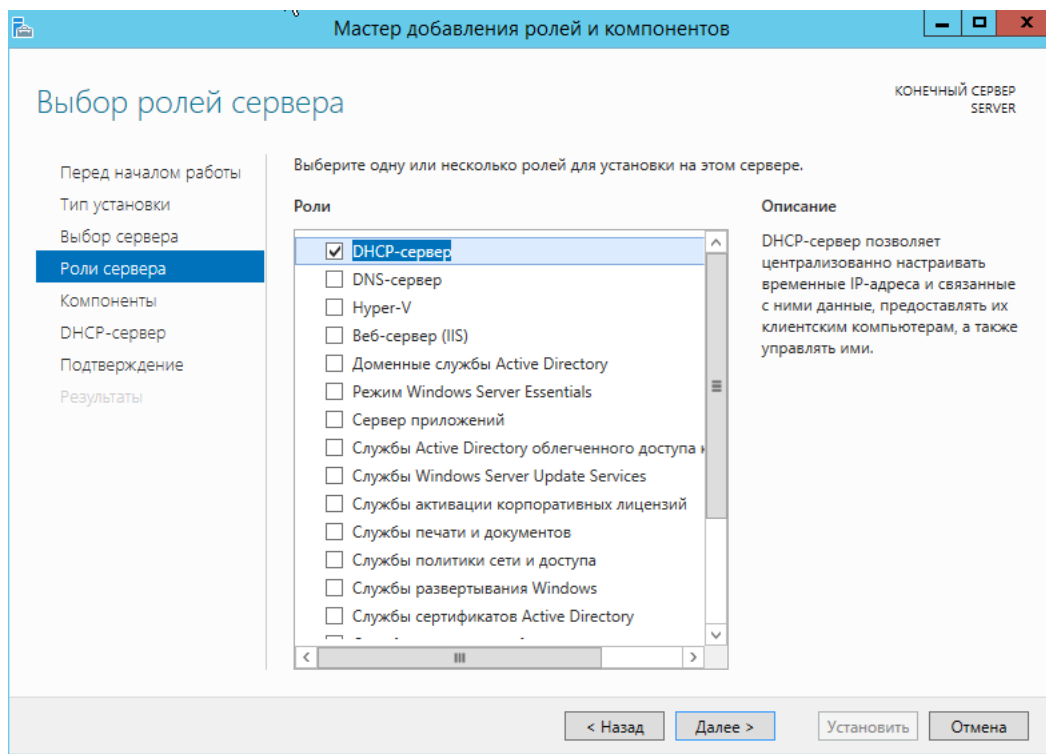 Мастер добавления ролей и компонентов
Выбор ролей сервера
КОНЕЧНЫЙ СЕРВЕР
SERVER
Перед началом работы
Тип установки
Выбор сервера
Роли сервера
Компоненты
DHCP-сервер
Подтверждение
Результаты
Выберите одну или несколько ролей для установки на этом сервере.
Роли
DHCP-сервер
DNS-сервер
Hyper-V
Веб-сервер (IIS)
Доменные службы Active Directory
Режим Windows Server Essentials
Сервер приложений
Службы Active Directory облегченного доступа к
Службы Windows Server Update Services
Службы активации корпоративных лицензий
Службы печати и документов
Службы политики сети и доступа
Службы развертывания Windows
Службы сертификатов Active Directory
Описание
DHCP-сервер позволяет
централизованно настраивать
временные IP-адреса и связанные
с ними данные, предоставлять их
клиентским компьютерам, а также
управлять ими.
< Назад
Далее >
Установить
Отмена